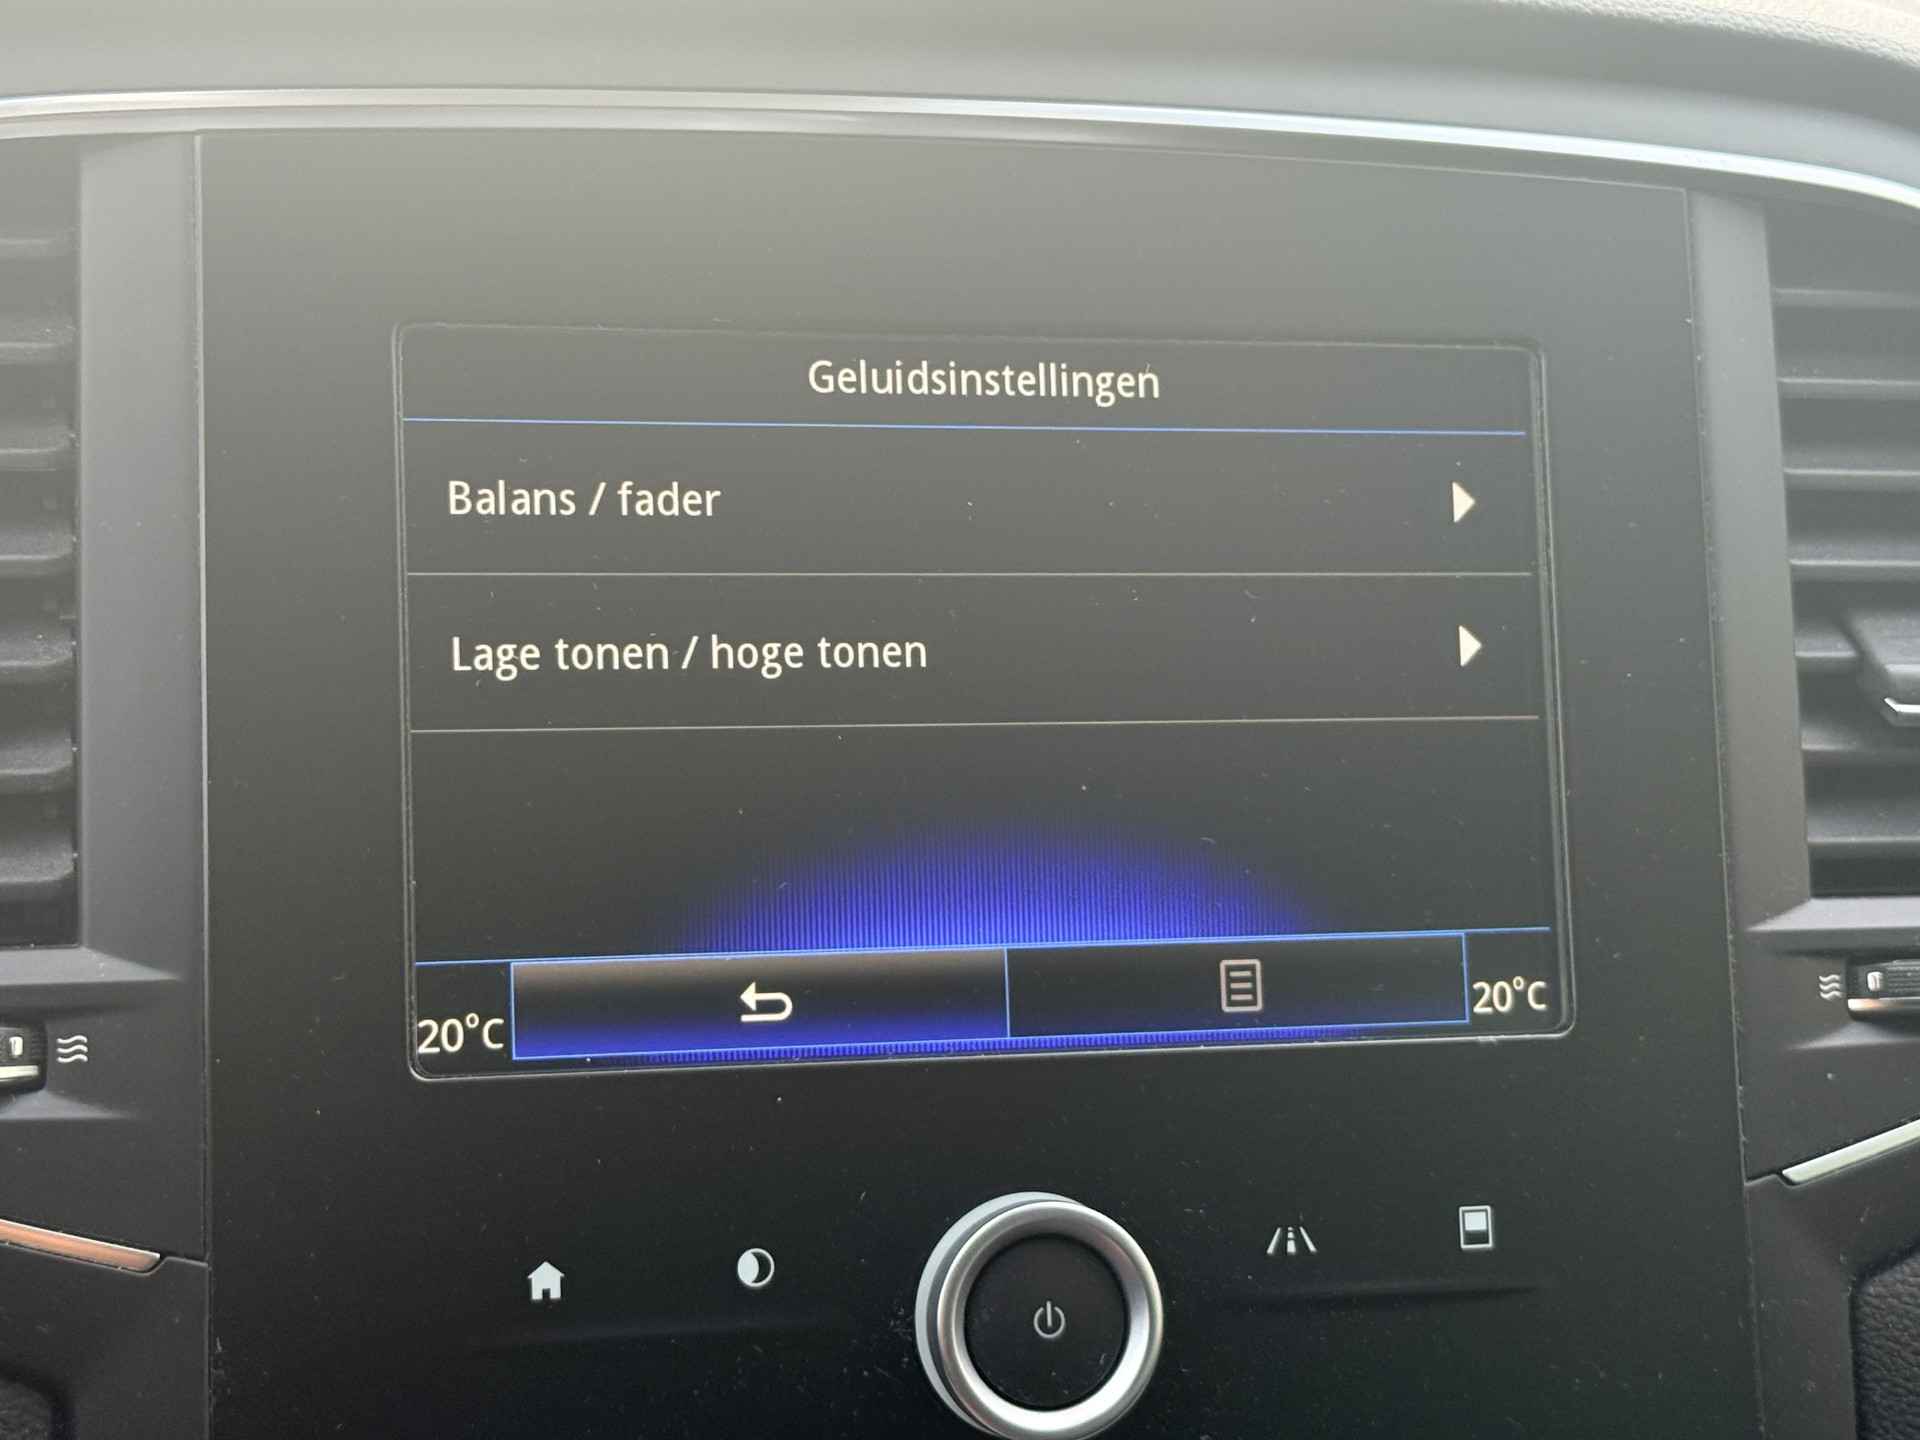 Geluidsinstellingen
Balans / fader
Lage tonen / hoge tonen
20°C
20°C